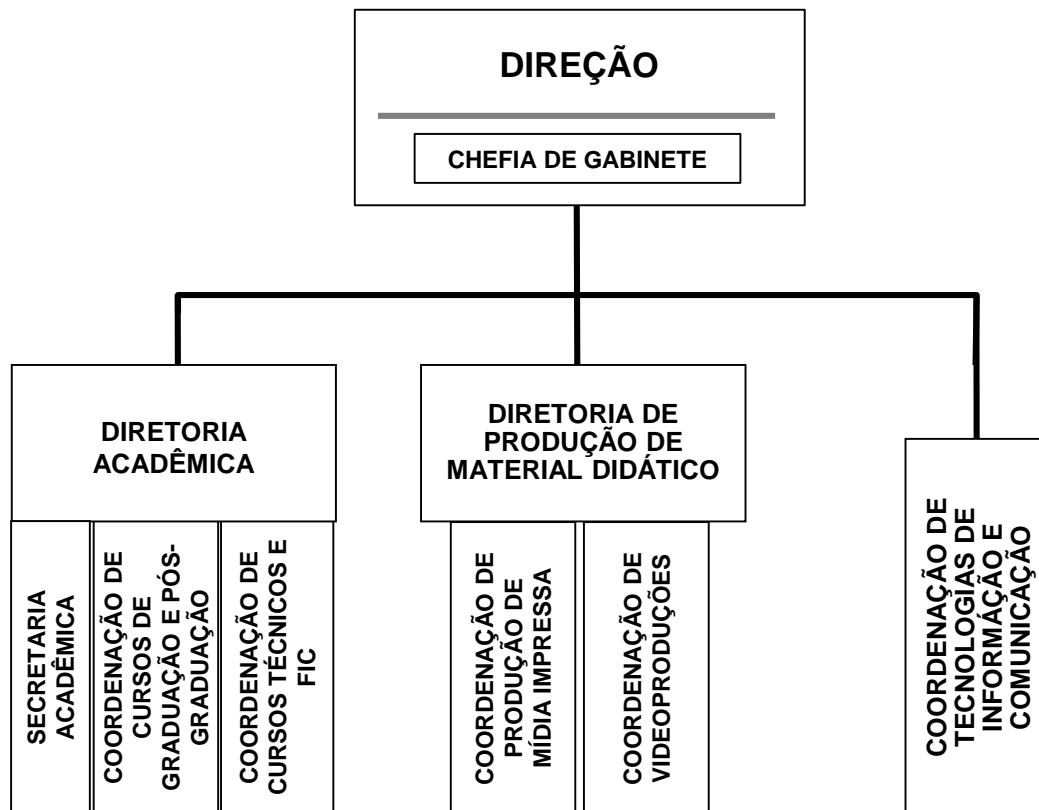 DIREÇÃO
CHEFIA DE GABINETE
DIRETORIA
ACADÊMICA
DIRETORIA DE
PRODUÇÃO DE
MATERIAL DIDÁTICO
SECRETARIA
ACADÊMICA
COORDENAÇÃO DE
CURSOS DE
GRADUAÇÃO E PÓS-
GRADUAÇÃO
COORDENAÇÃO DE
CURSOS TÉCNICOS E
FIC
COORDENAÇÃO DE
PRODUÇÃO DE
MÍDIA IMPRESSA
COORDENAÇÃO DE
VIDEOPRODUÇÕES
COORDENAÇÃO DE
TECNOLOGIAS DE
INFORMÁÇÃO E
COMUNICAÇÃO